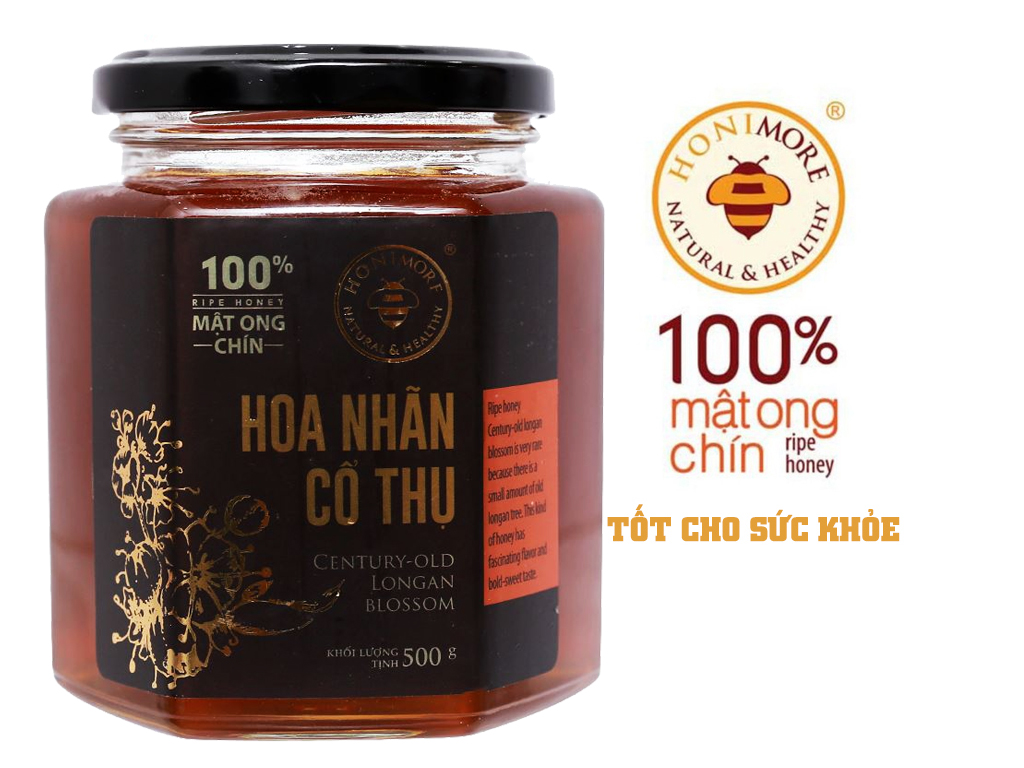 100%
RIPE HONEY
MẬT ONG
CHÍN
HONIMORE ®
NATURAL & HEALTHY
HOA NHÃN
CỔ THỤ
CENTURY-OLD
LONGAN
BLOSSOM
KHỐI LƯỢNG
TỊNH 500 g
Ripe honey
Century-old longan
blossom is very rare
because there is a
small amount of old
longan tree. This kind
of honey has
fascinating flavor and
bold-sweet taste.
HONIMORE ®
NATURAL & HEALTHY
100%
mật ong
chín ripe
honey
TỐT CHO SỨC KHỎE